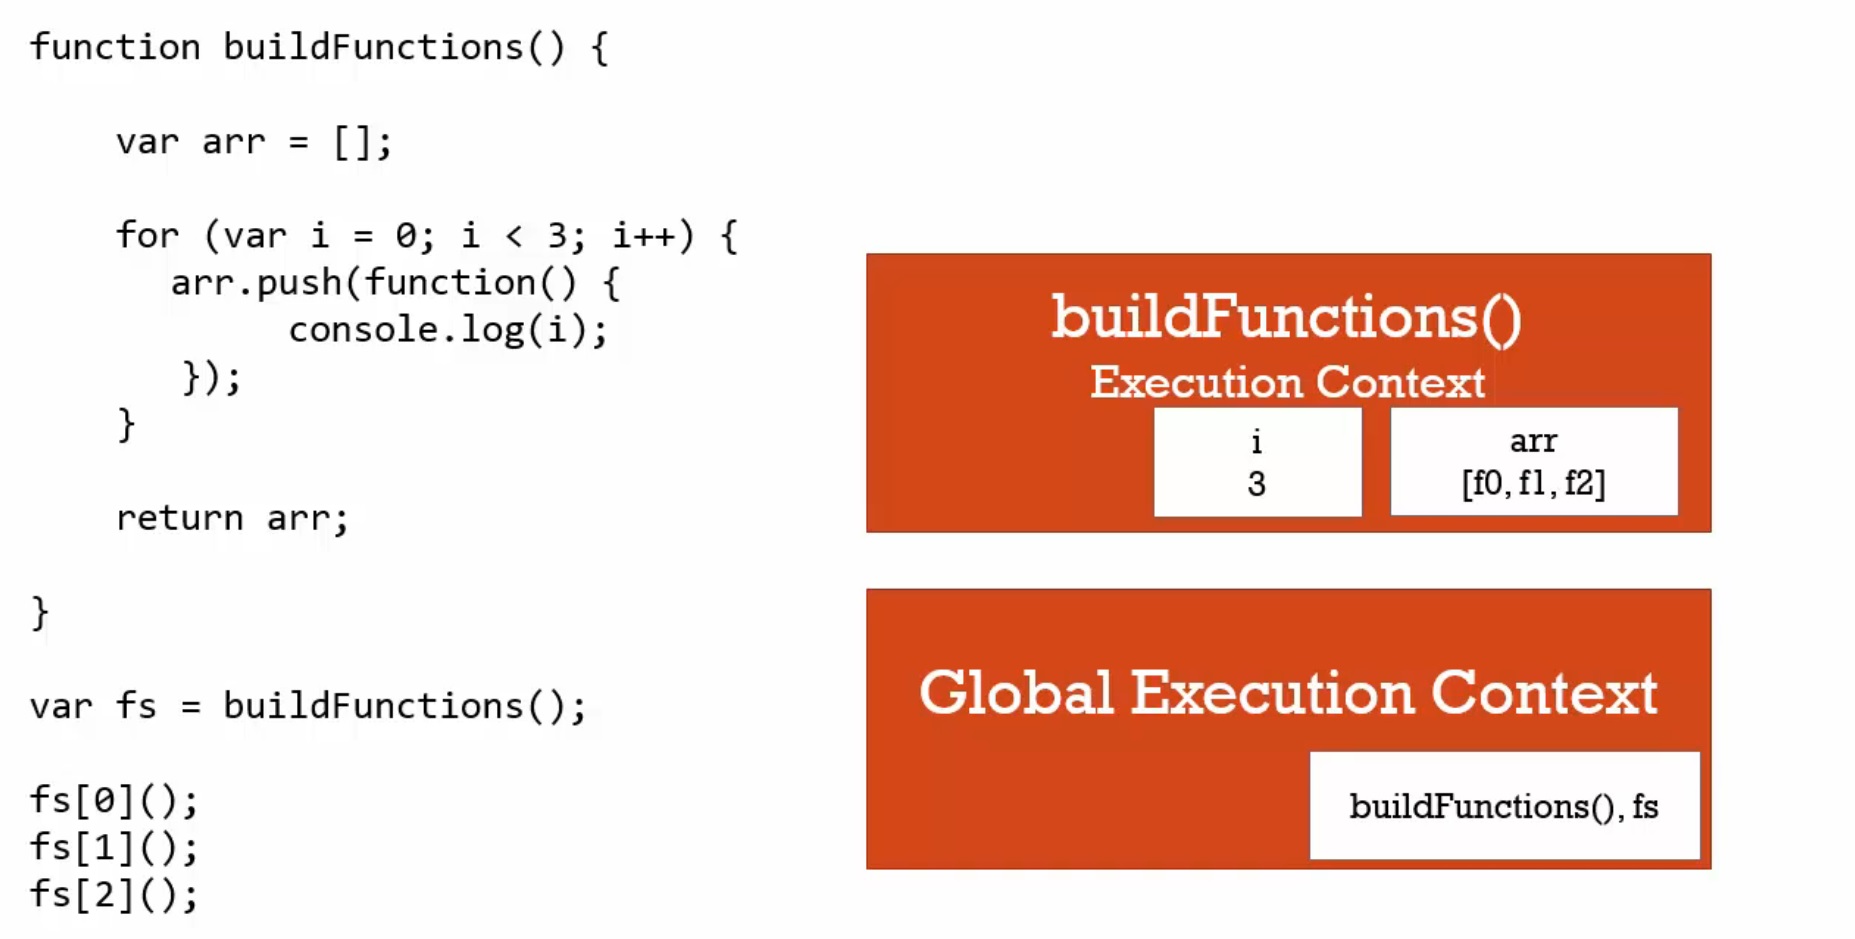 function buildFunctions() {
var arr = [];
for (var i = 0; i < 3; i++) {
arr.push(function() {
console.log(i);
});
}
return arr;
}
var fs = buildFunctions();
fs[0]();
fs[1]();
fs[2]();
buildFunctions()
Execution Context
i
3
arr
[f0, f1, f2]
Global Execution Context
buildFunctions(), fs